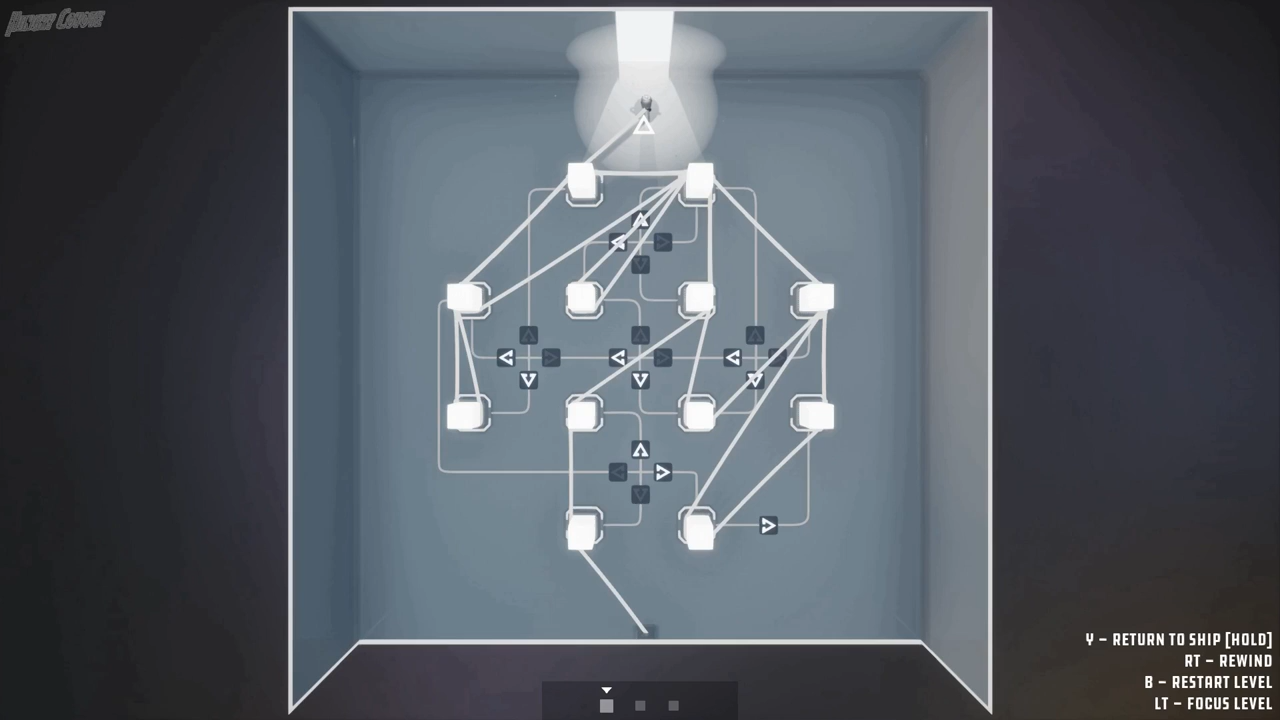 Y – RETURN TO SHIP [HOLD]
RT – REWIND
B – RESTART LEVEL
LT – FOCUS LEVEL